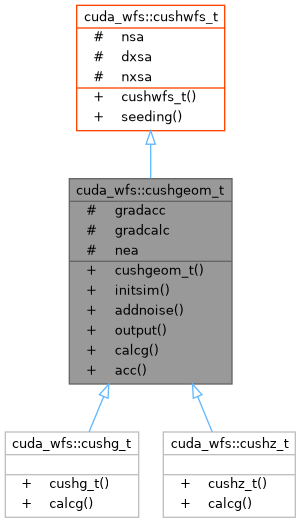 cuda_wfs::cushwfs_t
# nsa
# dxsa
# nxsa
+ cushwfs_t()
+ seeding()
cuda_wfs::cushgeom_t
# gradacc
# gradcalc
# nea
+ cushgeom_t()
+ initsim()
+ addnoise()
+ output()
+ calcg()
+ acc()
cuda_wfs::cushg_t
+ cushg_t()
+ calcg()
cuda_wfs::cushz_t
+ cushz_t()
+ calcg()